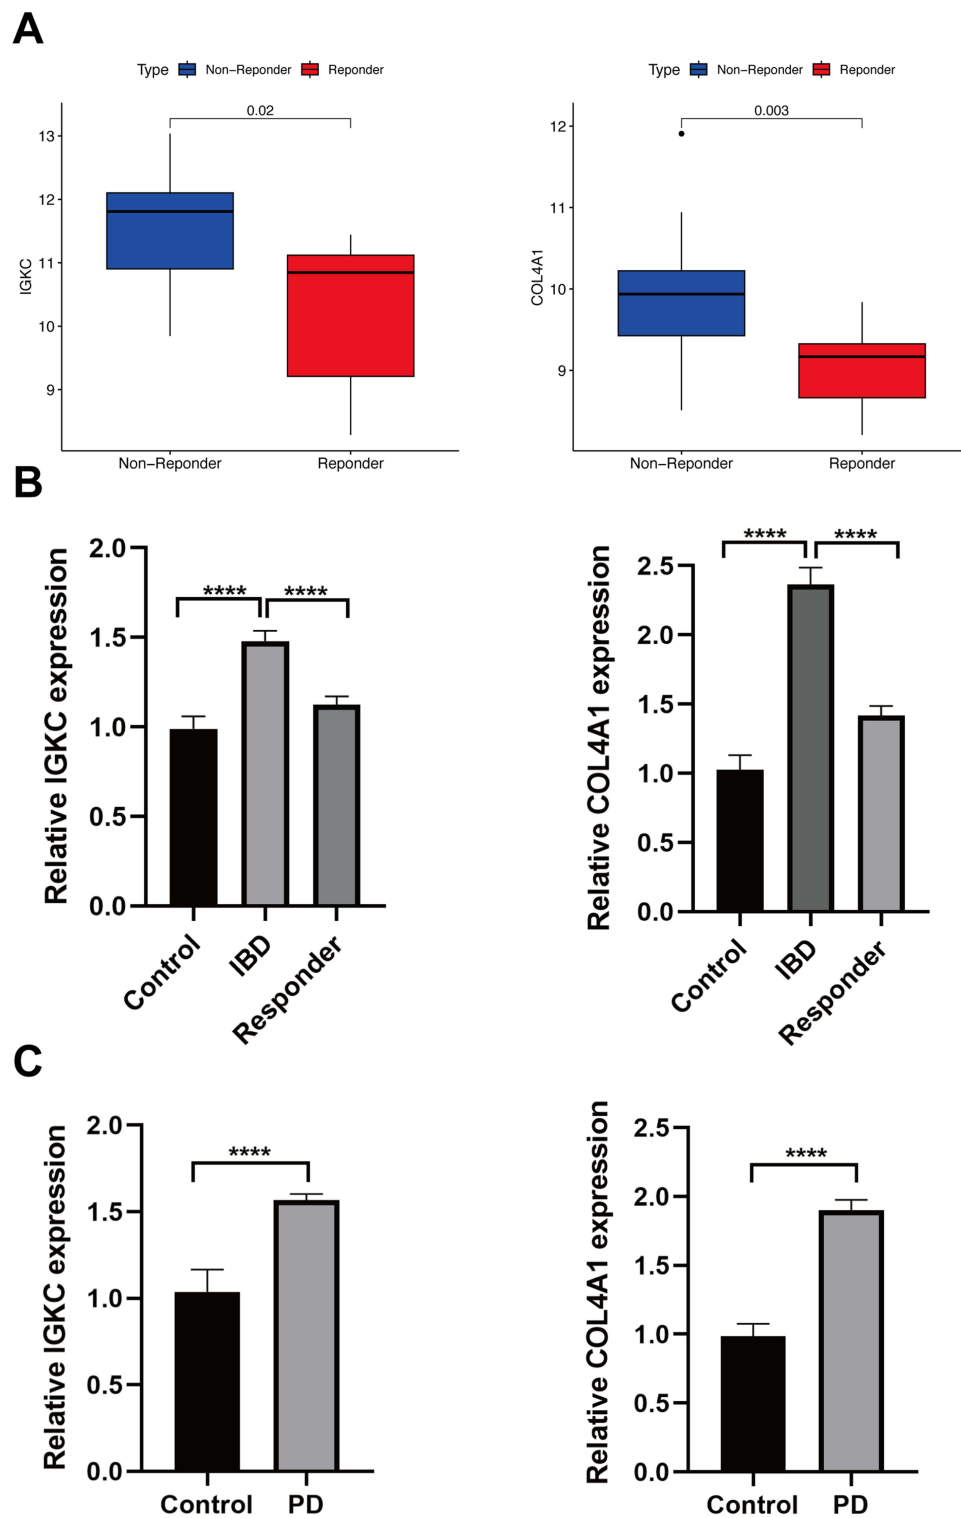 A
Type Non-Reponder Reponder
0.02
13
12
11
10
9
IGKC
Non-Reponder Reponder
Type Non-Reponder Reponder
0.003
12
11
10
9
COL4A1
Non-Reponder Reponder
B
Relative IGKC expression
2.0
1.5
1.0
0.5
0.0
**** ****
Control IBD Responder
Relative COL4A1 expression
2.5
2.0
1.5
1.0
0.5
0.0
**** ****
Control IBD Responder
C
Relative IGKC expression
2.0
1.5
1.0
0.5
0.0
****
Control PD
Relative COL4A1 expression
2.5
2.0
1.5
1.0
0.5
0.0
****
Control PD